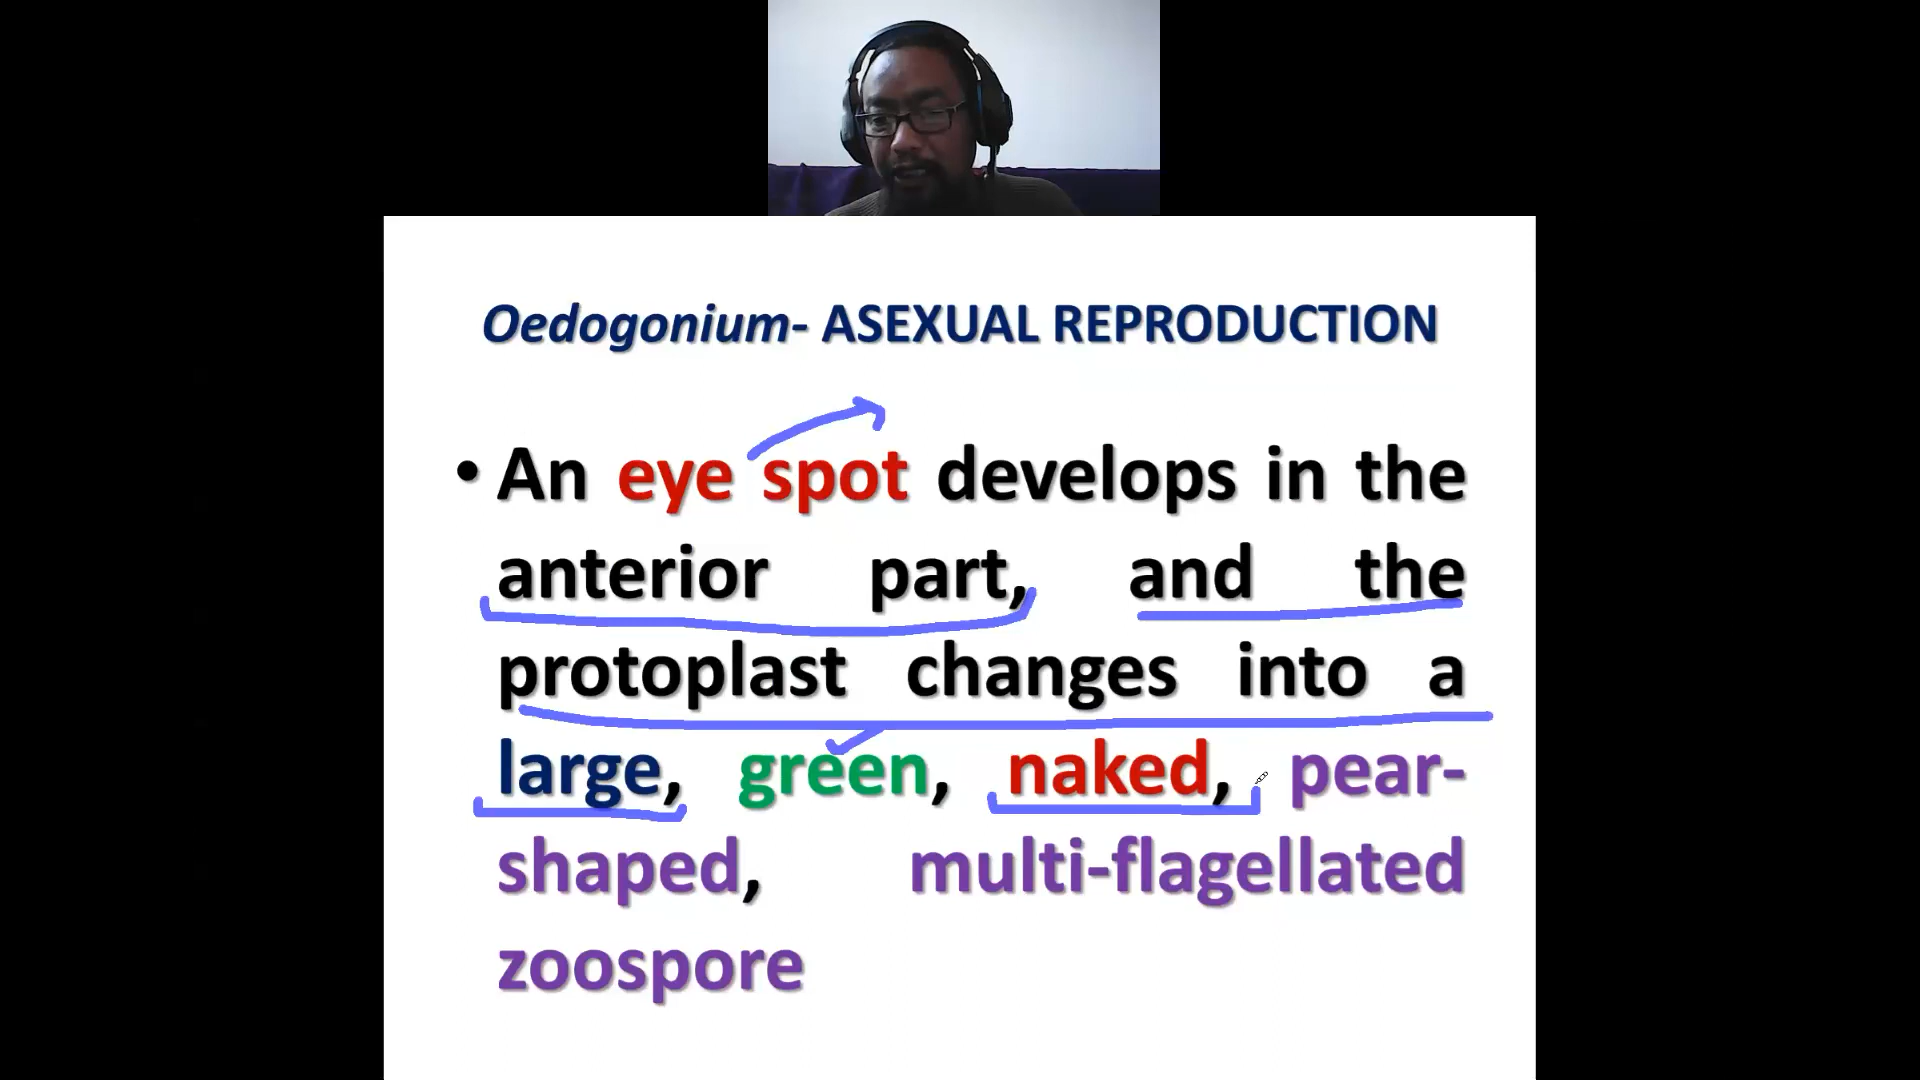 Oedogonium- ASEXUAL REPRODUCTION
• An eye spot develops in the
anterior part, and the
protoplast changes into a
large, green, naked, pear-
shaped, multi-flagellated
zoospore